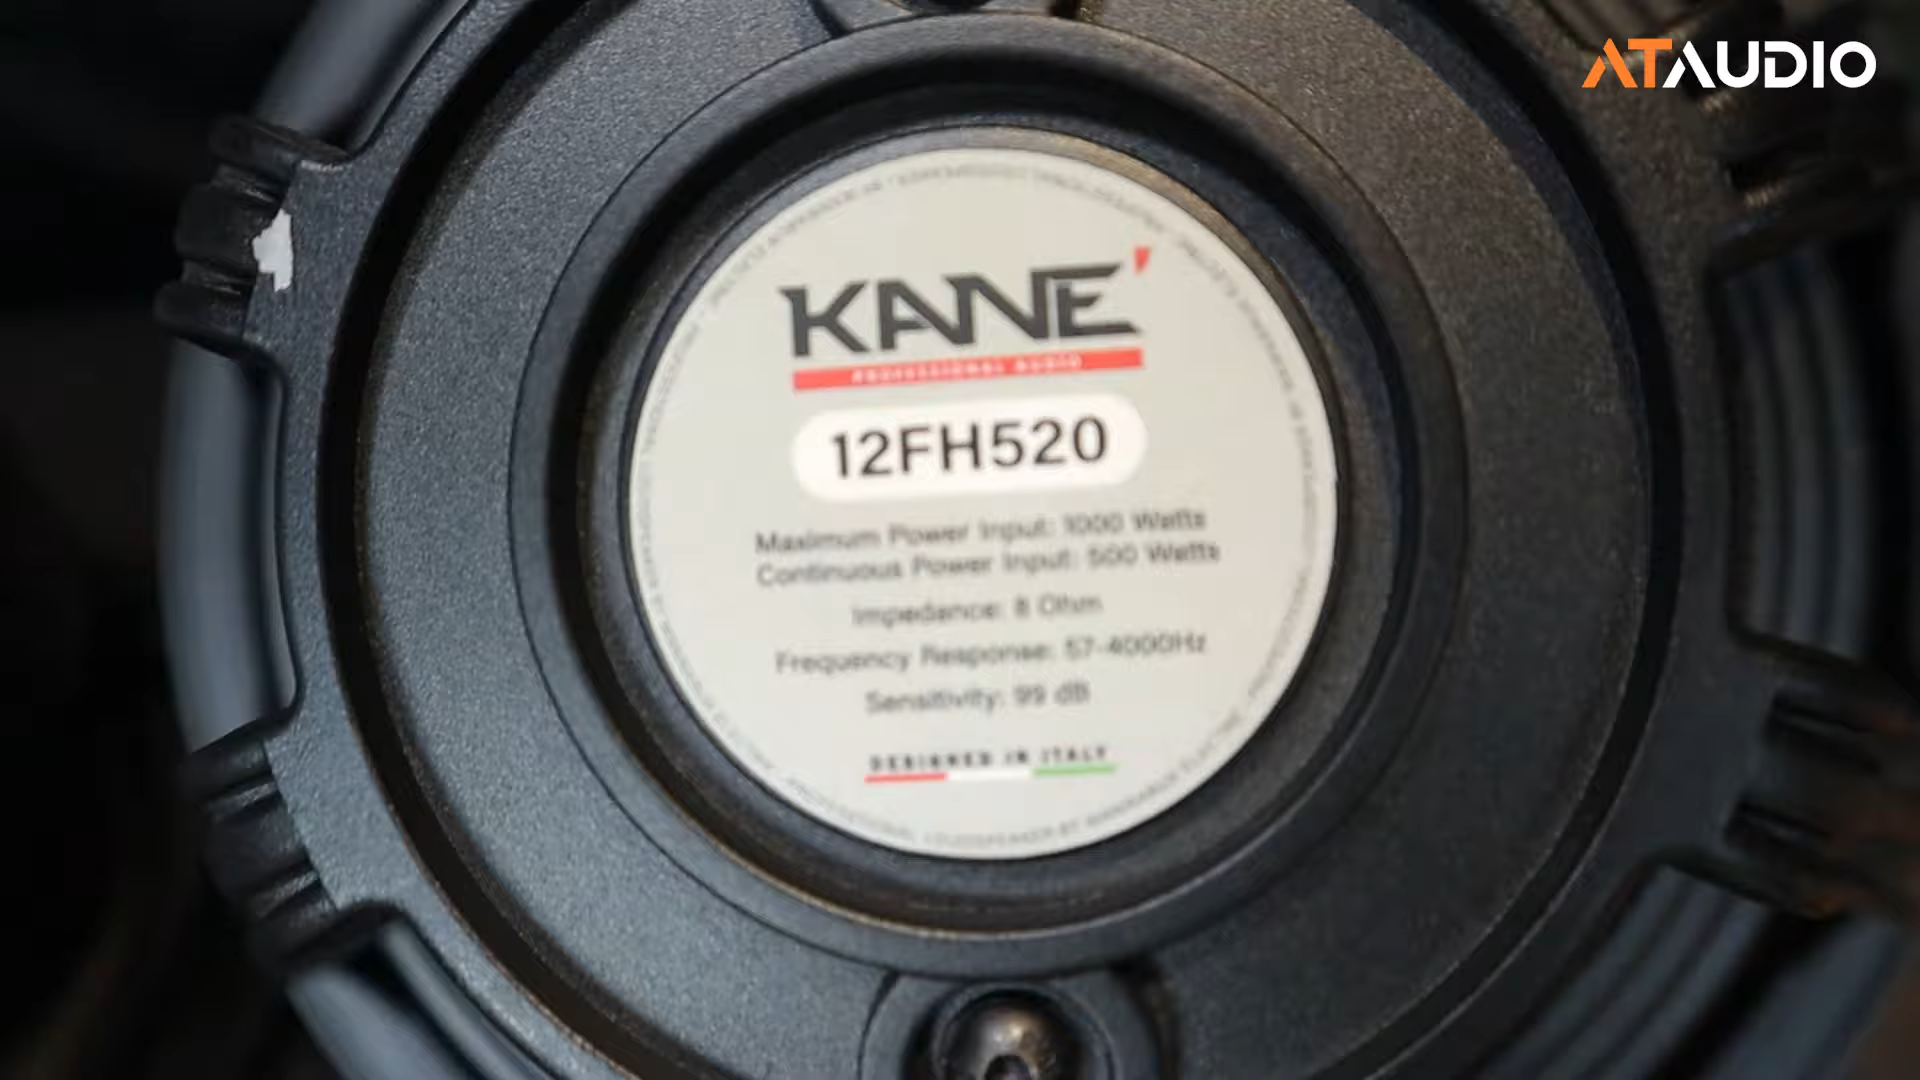 ATAUDIO
KANE'
PROFESSIONAL AUDIO
12FH520
Maximum Power Input: 1000 Watts
Continuous Power Input: 500 Watts
Impedance: 8 Ohm
Frequency Response: 57-4000Hz
Sensitivity: 99 dB
DESIGNED IN ITALY